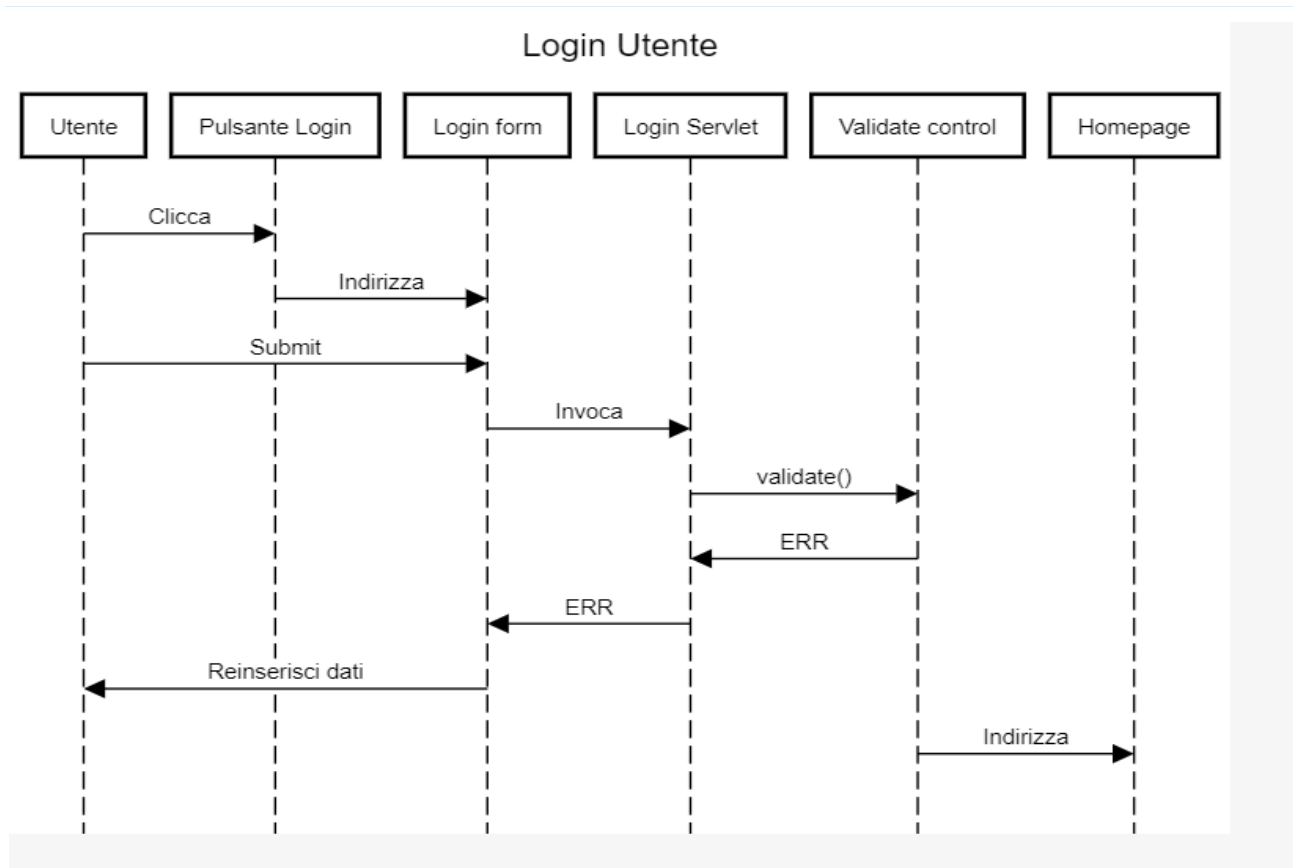 Login Utente
Utente
Pulsante Login
Login form
Login Servlet
Validate control
Homepage
Clicca
Indirizza
Submit
Invoca
validate()
ERR
ERR
Reinserisci dati
Indirizza